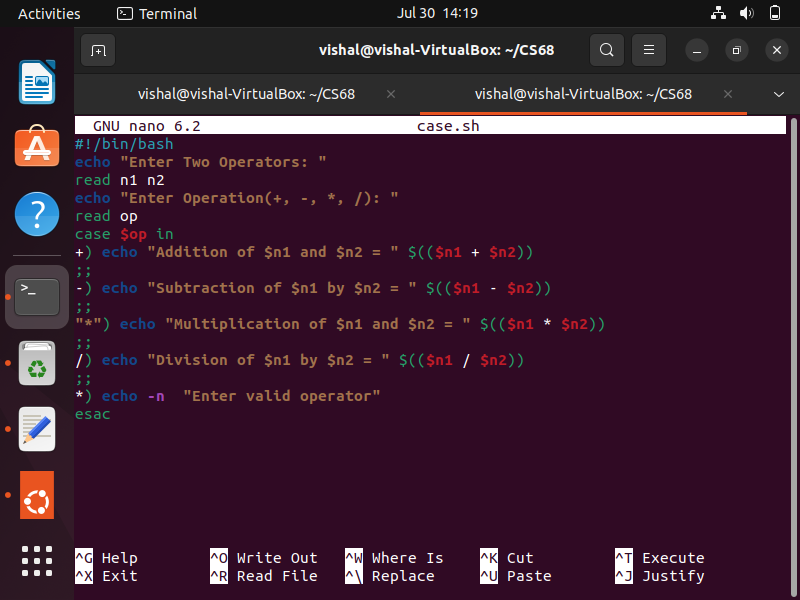 Activities
Terminal
Jul 30 14:19
vishal@vishal-VirtualBox: ~/CS68
vishal@vishal-VirtualBox: ~/CS68 ×
vishal@vishal-VirtualBox: ~/CS68 ×
GNU nano 6.2 case.sh
#!/bin/bash
echo "Enter Two Operators: "
read n1 n2
echo "Enter Operation(+, -, *, /): "
read op
case $op in
+) echo "Addition of $n1 and $n2 = " $(($n1 + $n2))
;;
-) echo "Subtraction of $n1 by $n2 = " $(($n1 - $n2))
;;
"*") echo "Multiplication of $n1 and $n2 = " $(($n1 * $n2))
;;
/) echo "Division of $n1 by $n2 = " $(($n1 / $n2))
;;
*) echo -n  "Enter valid operator"
esac
^G Help ^O Write Out ^W Where Is ^K Cut ^T Execute
^X Exit ^R Read File ^\ Replace ^U Paste ^J Justify